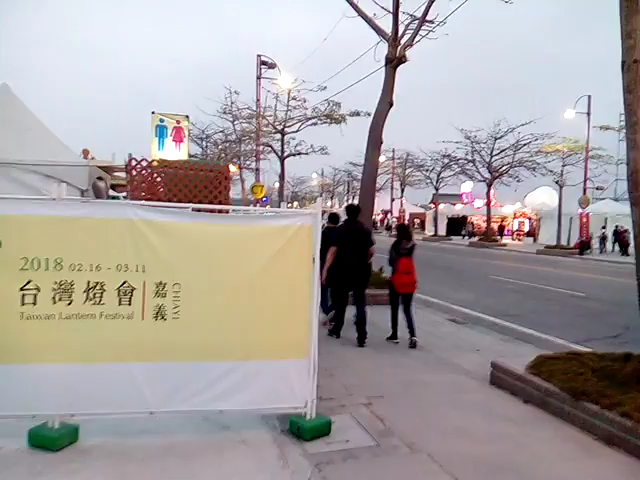 2018 02.16 - 03.11
台灣燈會
Taiwan Lantern Festival
嘉義
CHIAYI